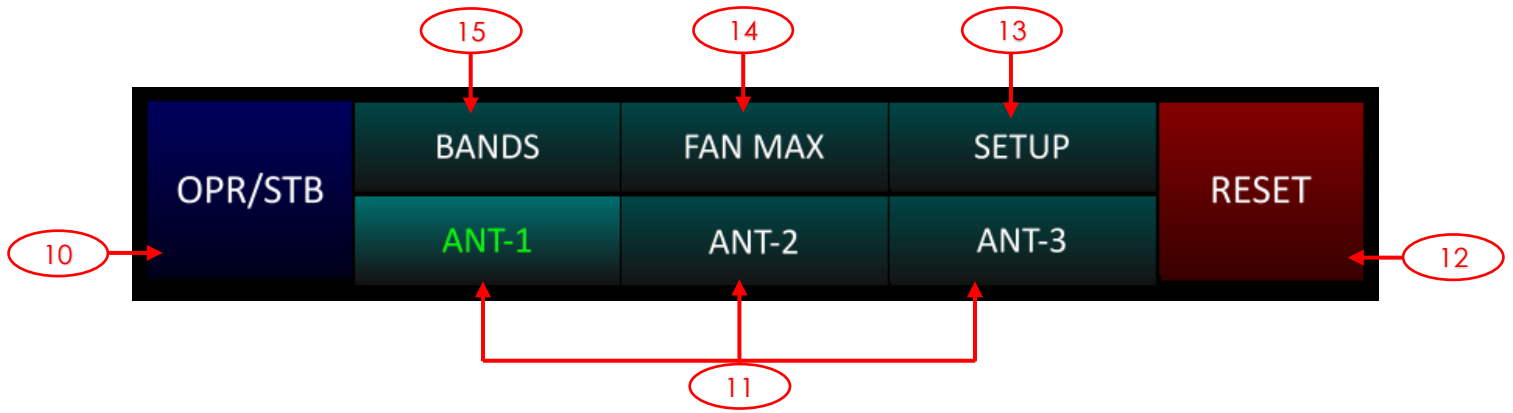 15 14 13
BANDS FAN MAX SETUP
OPR/STB RESET
ANT-1 ANT-2 ANT-3
10 12
11